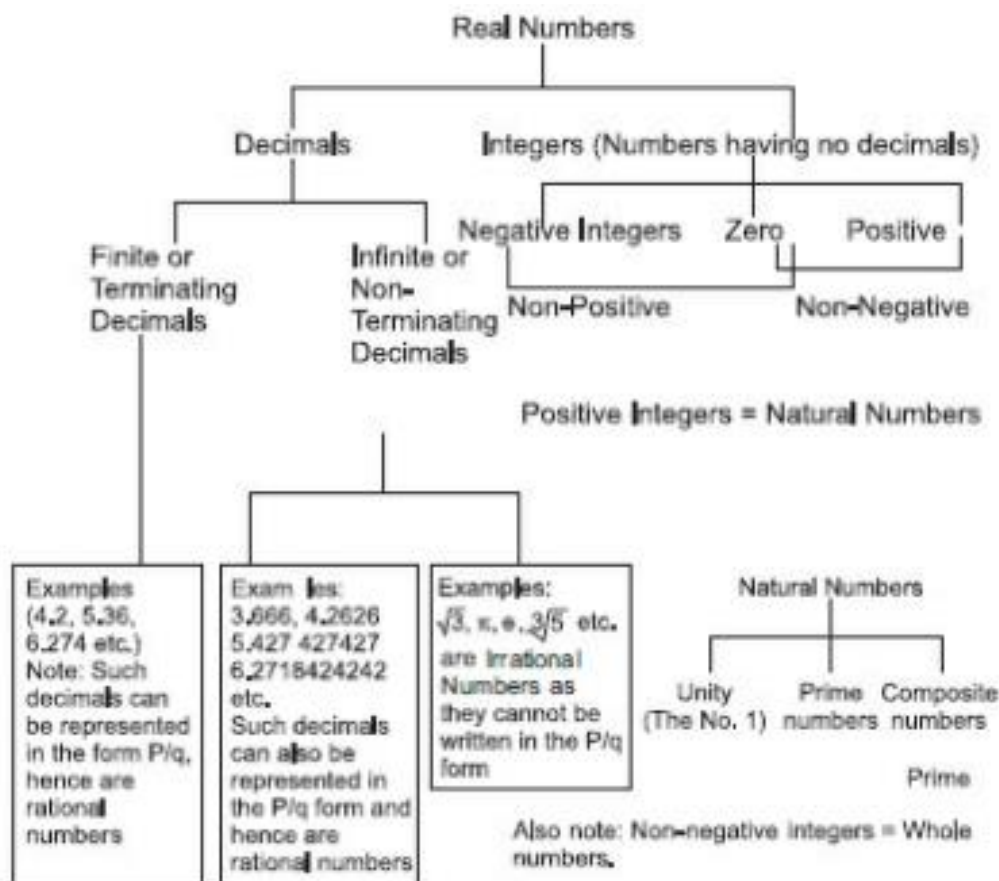 Real Numbers
Decimals
Integers (Numbers having no decimals)
Negative Integers
Zero
Positive
Finite or
Terminating
Decimals
Infinite or
Non-
Terminating
Decimals
Non-Positive
Non-Negative
Positive Integers = Natural Numbers
Examples
(4.2, 5.36,
6.274 etc.)
Note: Such
decimals can
be represented
in the form P/q,
hence are
rational
numbers
Exam les:
3.666, 4.2626
5.427 427427
6.2718424242
etc.
Such decimals
can also be
represented in
the P/q form and
hence are
rational numbers
Examples:
√3, π, e, 3√5 etc.
are Irrational
Numbers as
they cannot be
written in the P/q
form
Natural Numbers
Unity
(The No. 1)
Prime
numbers
Composite
numbers
Prime
Also note: Non-negative integers = Whole
numbers.